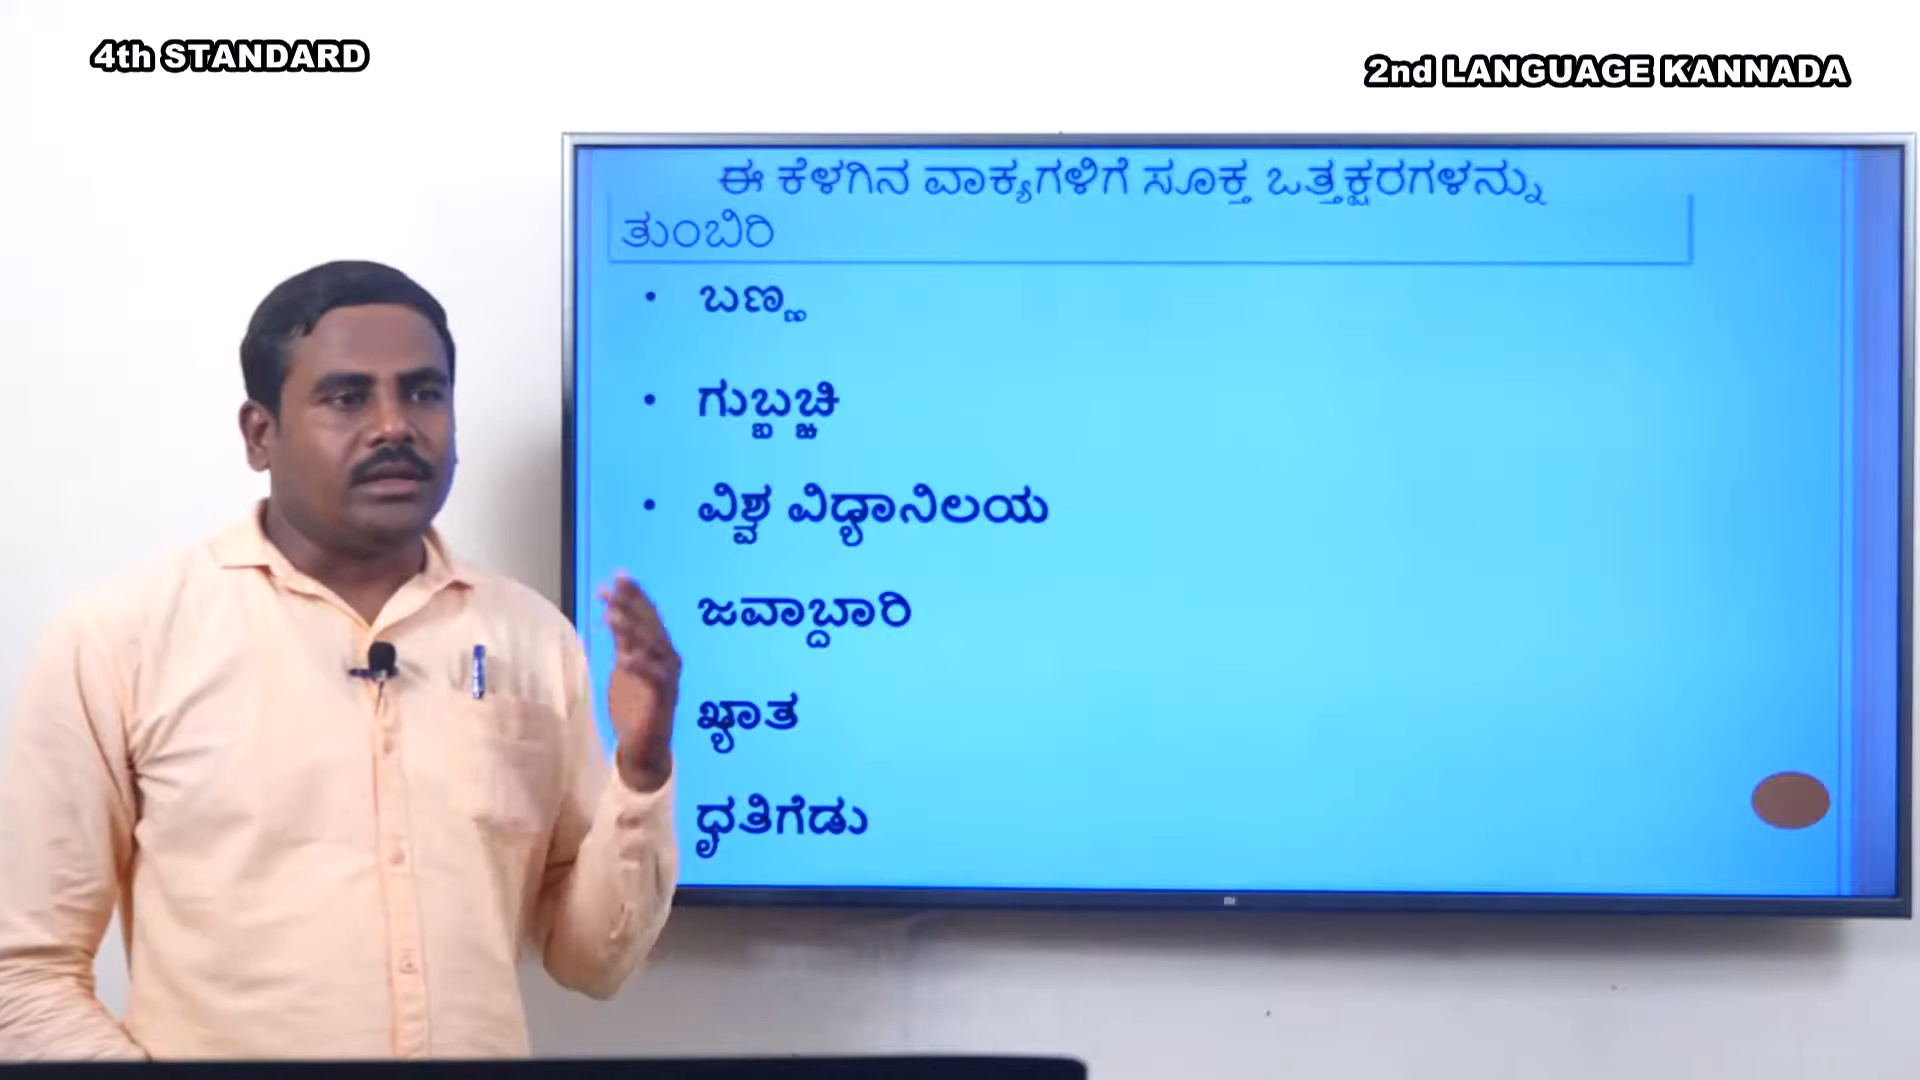 4th STANDARD
2nd LANGUAGE KANNADA
ಈ ಕೆಳಗಿನ ವಾಕ್ಯಗಳಿಗೆ ಸೂಕ್ತ ಒತ್ತಕ್ಷರಗಳನ್ನು
ತುಂಬಿರಿ
• ಬಣ್ಣ
• ಗುಬ್ಬಚ್ಚಿ
• ವಿಶ್ವ ವಿಧ್ಯಾನಿಲಯ
ಜವಾಬ್ದಾರಿ
ಖ್ಯಾತ
ಧೃತಿಗೆಡು